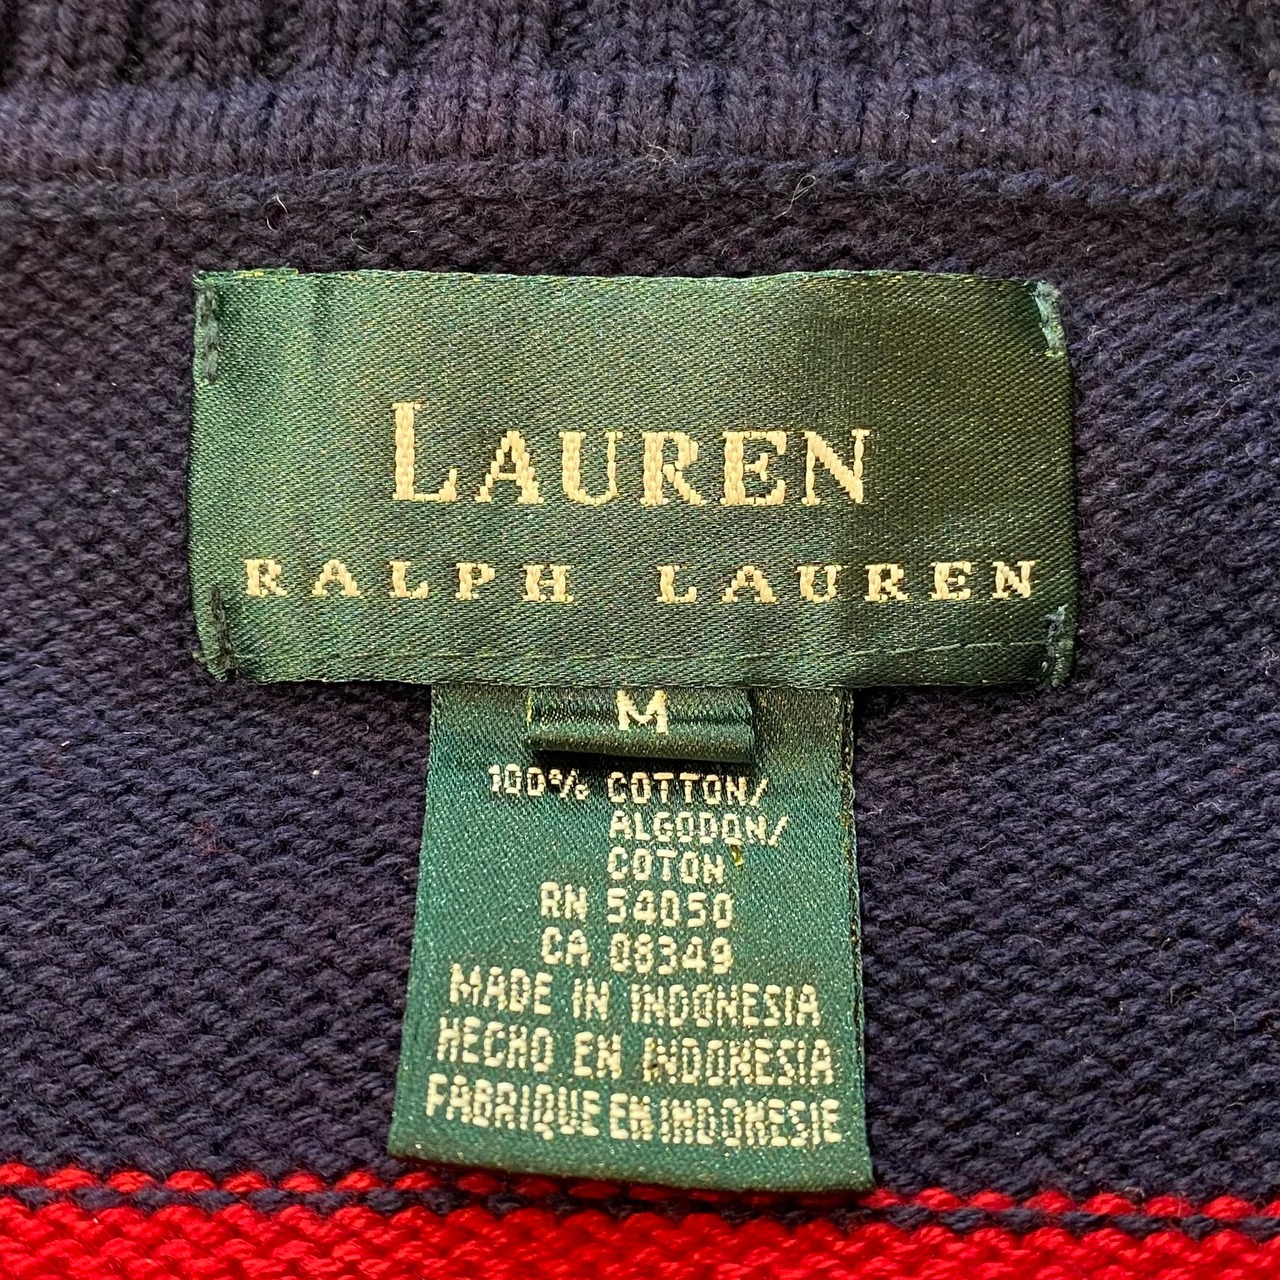 LAUREN
RALPH LAUREN
M
100% COTTON/
ALGODON/
COTON
RN 54050
CA 08349
MADE IN INDONESIA
HECHO EN INDONESIA
FABRIQUE EN INDONESIE